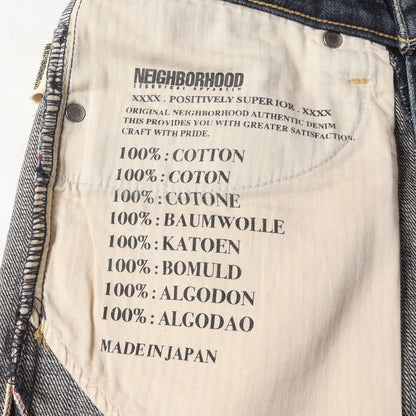 NEIGHBORHOOD
TECHNICAL APPAREL
XXXX . POSITIVELY SUPERIOR . XXXX
ORIGINAL NEIGHBORHOOD AUTHENTIC DENIM
THIS PROVIDES YOU WITH GREATER SATISFACTION.
CRAFT WITH PRIDE.
100% : COTTON
100% : COTON
100% : COTONE
100% : BAUMWOLLE
100% : KATOEN
100% : BOMULD
100% : ALGODON
100% : ALGODAO
MADE IN JAPAN